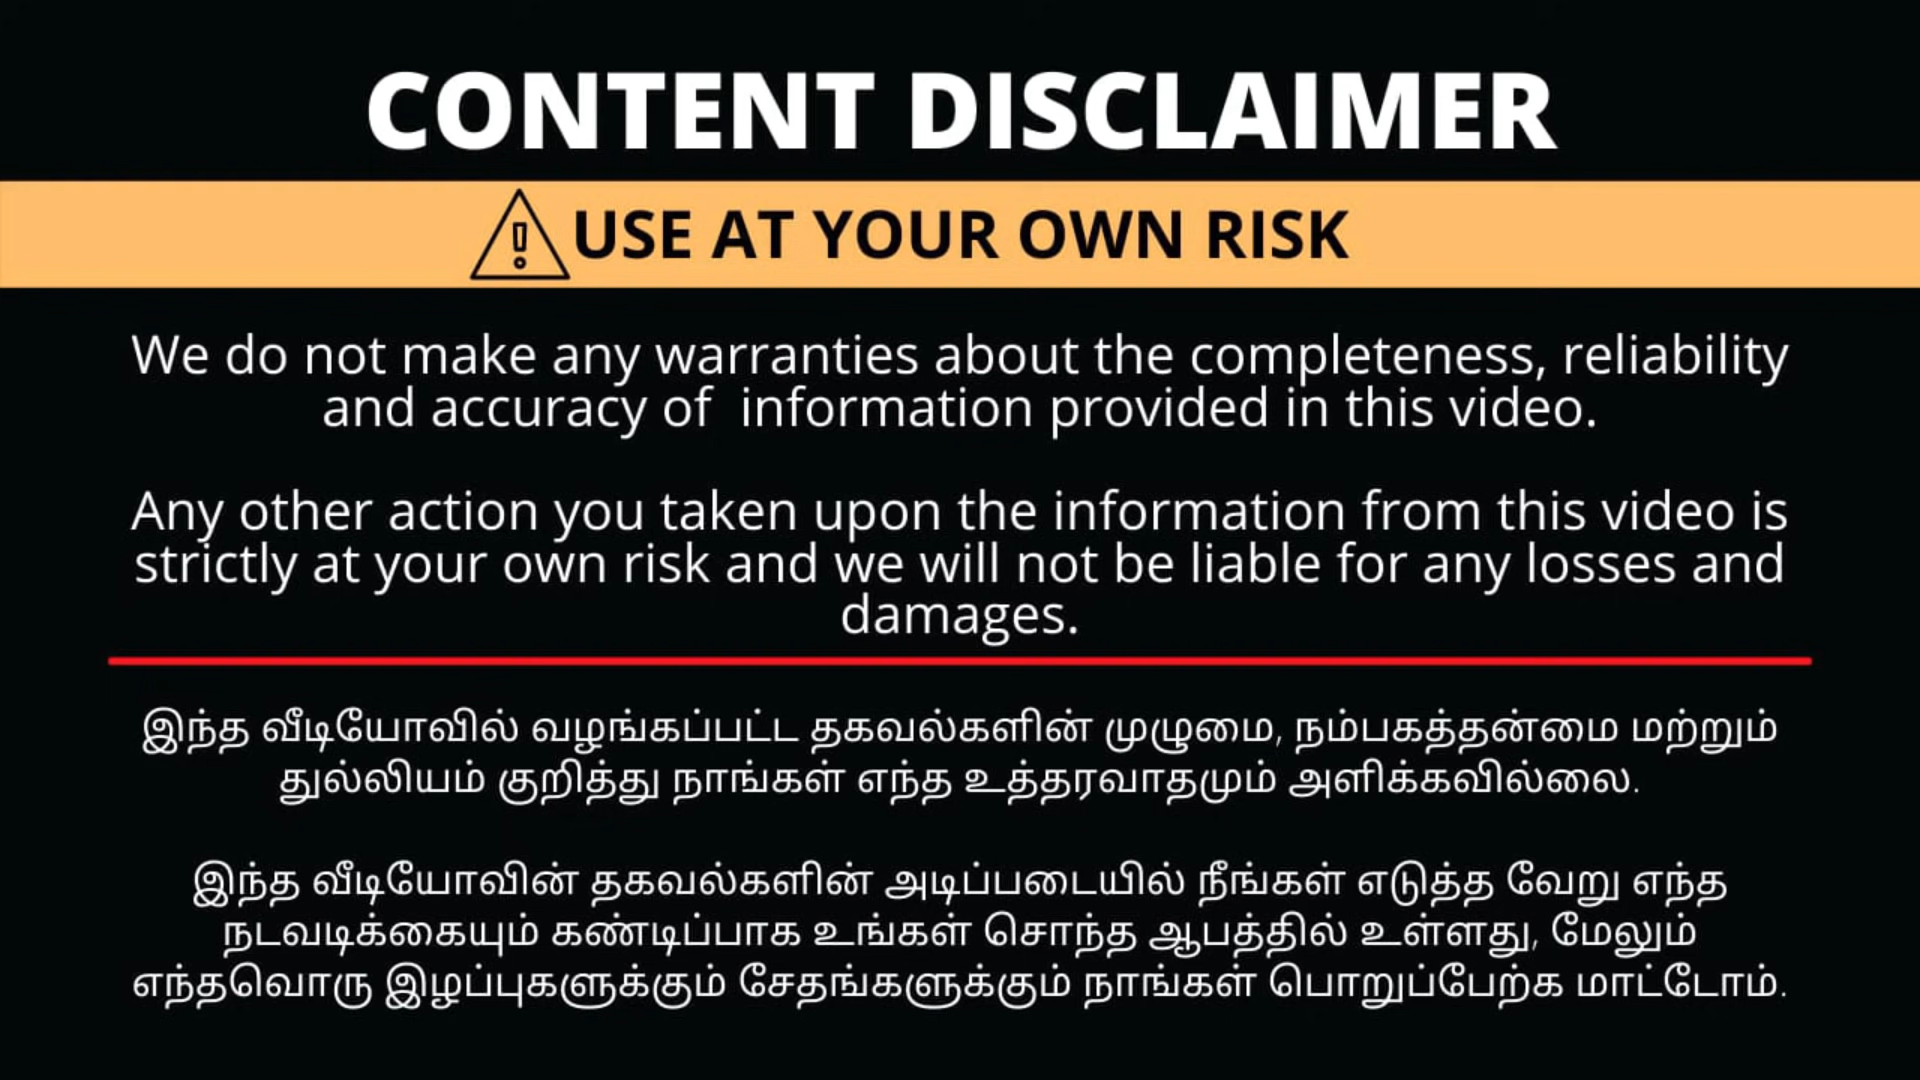 CONTENT DISCLAIMER
USE AT YOUR OWN RISK
We do not make any warranties about the completeness, reliability
and accuracy of  information provided in this video.
Any other action you taken upon the information from this video is
strictly at your own risk and we will not be liable for any losses and
damages.
இந்த வீடியோவில் வழங்கப்பட்ட தகவல்களின் முழுமை, நம்பகத்தன்மை மற்றும்
துல்லியம் குறித்து நாங்கள் எந்த உத்தரவாதமும் அளிக்கவில்லை.
இந்த வீடியோவின் தகவல்களின் அடிப்படையில் நீங்கள் எடுத்த வேறு எந்த
நடவடிக்கையும் கண்டிப்பாக உங்கள் சொந்த ஆபத்தில் உள்ளது, மேலும்
எந்தவொரு இழப்புகளுக்கும் சேதங்களுக்கும் நாங்கள் பொறுப்பேற்க மாட்டோம்.